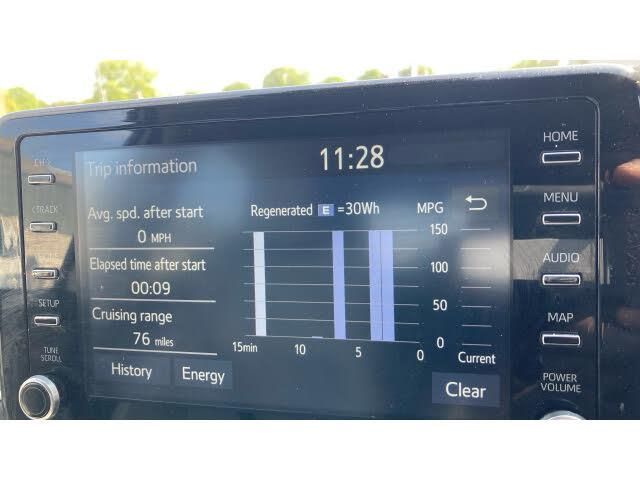 11:28
HOME
Trip information
TRACK
Avg. spd. after start
0 MPH
Regenerated E =30Wh MPG
MENU
150
Elapsed time after start
00:09
100
AUDIO
SETUP
Cruising range
76 miles
50
MAP
0
15min 10 5 0 Current
TUNE
SCROLL
History Energy
Clear
POWER
VOLUME